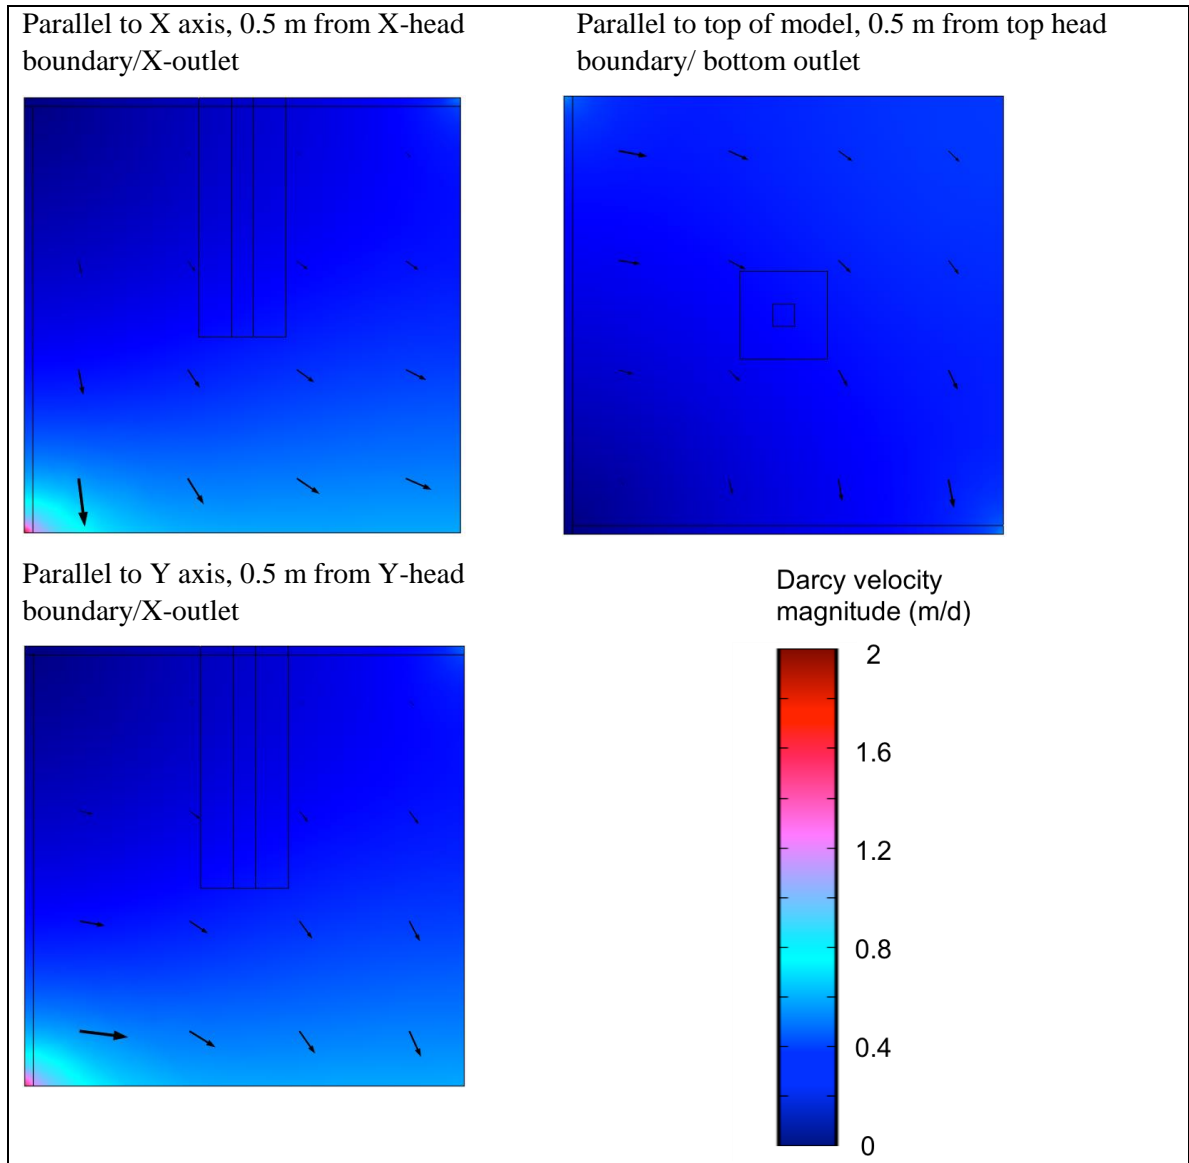 Parallel to X axis, 0.5 m from X-head
boundary/X-outlet
Parallel to top of model, 0.5 m from top head
boundary/ bottom outlet
Parallel to Y axis, 0.5 m from Y-head
boundary/X-outlet
Darcy velocity
magnitude (m/d)
2
1.6
1.2
0.8
0.4
0